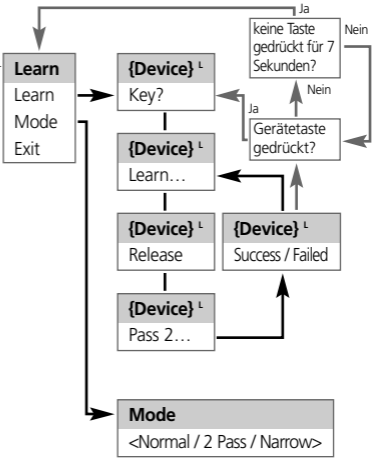 Ja
keine Taste
gedrückt für 7
Sekunden?
Nein
Learn
Learn
Mode
Exit
{Device} L
Key?
Nein
Ja
Gerätetaste
gedrückt?
{Device} L
Learn...
{Device} L
Release
{Device} L
Success / Failed
{Device} L
Pass 2...
Mode
<Normal / 2 Pass / Narrow>